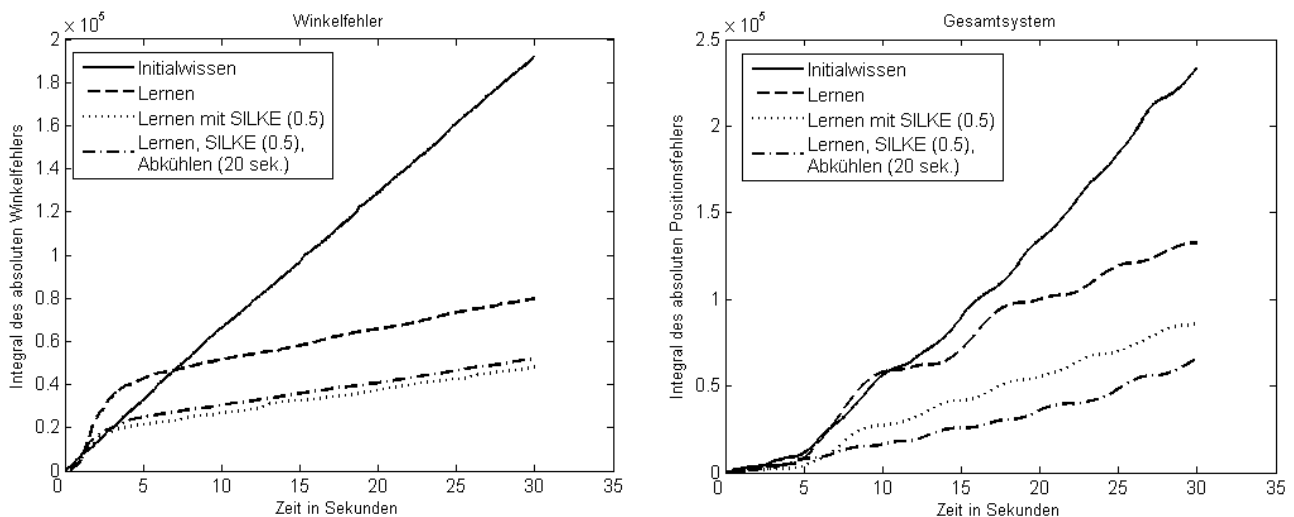 × 10⁵
Winkelfehler
2
1.8
1.6
1.4
1.2
1
0.8
0.6
0.4
0.2
0
Integral des absoluten Winkelfehlers
Initialwissen
Lernen
Lernen mit SILKE (0.5)
Lernen, SILKE (0.5),
Abkühlen (20 sek.)
0 5 10 15 20 25 30 35
Zeit in Sekunden
× 10⁵
Gesamtsystem
2.5
2
1.5
1
0.5
0
Integral des absoluten Positionsfehlers
Initialwissen
Lernen
Lernen mit SILKE (0.5)
Lernen, SILKE (0.5),
Abkühlen (20 sek.)
0 5 10 15 20 25 30 35
Zeit in Sekunden